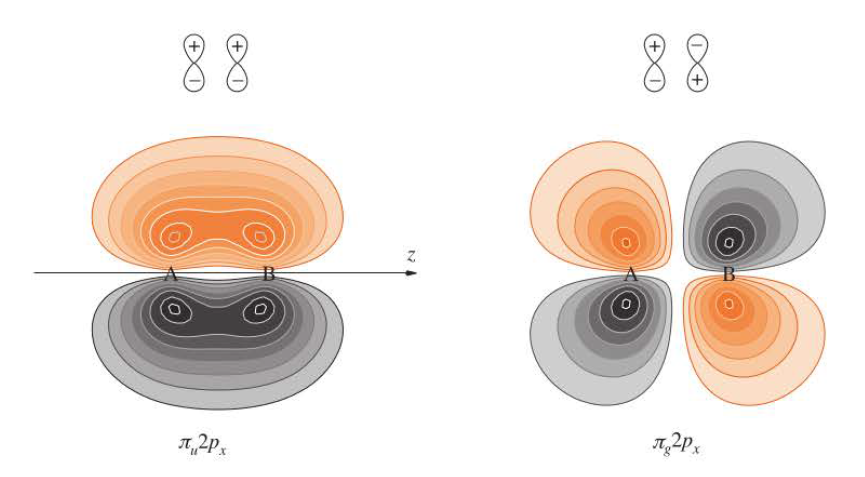 + + + −
− − − +
z
A B A B
π_u2p_x π_g2p_x